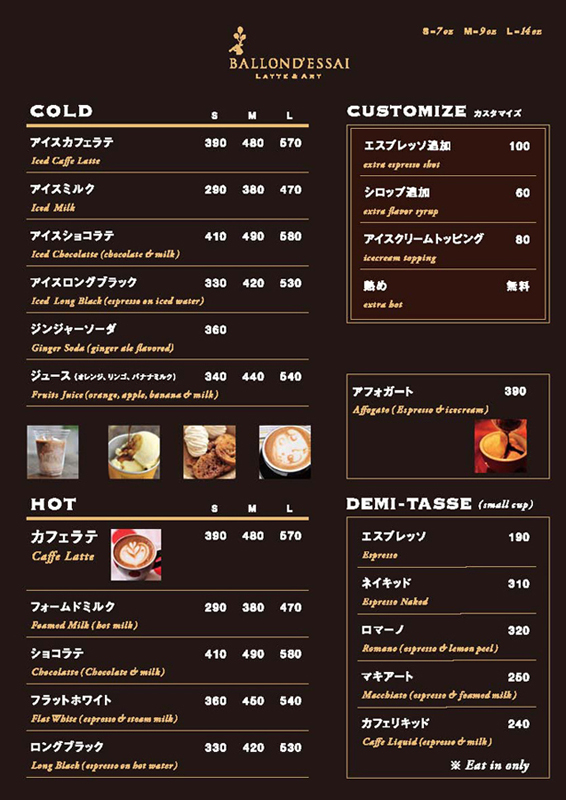 S=7oz M=9oz L=14oz
BALLOND'ESSAI
LATTE & ART
COLD S M L
アイスカフェラテ 390 480 570
Iced Caffe Latte
アイスミルク 290 380 470
Iced Milk
アイスショコラテ 410 490 580
Iced Chocolatte (chocolate & milk)
アイスロングブラック 330 420 530
Iced Long Black (espresso on iced water)
ジンジャーソーダ 360
Ginger Soda (ginger ale flavored)
ジュース (オレンジ、リンゴ、バナナミルク) 340 440 540
Fruits Juice (orange, apple, banana & milk)
CUSTOMIZE カスタマイズ
エスプレッソ追加 100
extra espresso shot
シロップ追加 60
extra flavor syrup
アイスクリームトッピング 80
icecream topping
熱め 無料
extra hot
アフォガート 390
Affogato (Espresso & icecream)
HOT S M L
カフェラテ 390 480 570
Caffe Latte
フォームドミルク 290 380 470
Foamed Milk (hot milk)
ショコラテ 410 490 580
Chocolatte (Chocolate & milk)
フラットホワイト 360 450 540
Flat White (espresso & steam milk)
ロングブラック 330 420 530
Long Black (espresso on hot water)
DEMI-TASSE (small cup)
エスプレッソ 190
Espresso
ネイキッド 310
Espresso Naked
ロマーノ 320
Romano (espresso & lemon peel)
マキアート 250
Macchiato (espresso & foamed milk)
カフェリキッド 240
Caffe Liquid (espresso & milk)
※ Eat in only